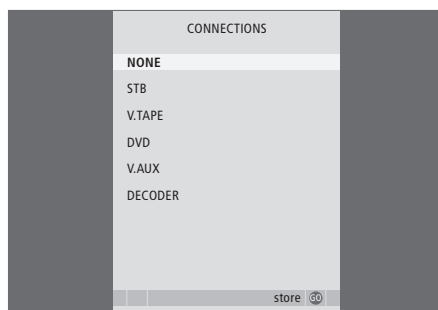 CONNECTIONS
NONE
STB
V.TAPE
DVD
V.AUX
DECODER
store GO